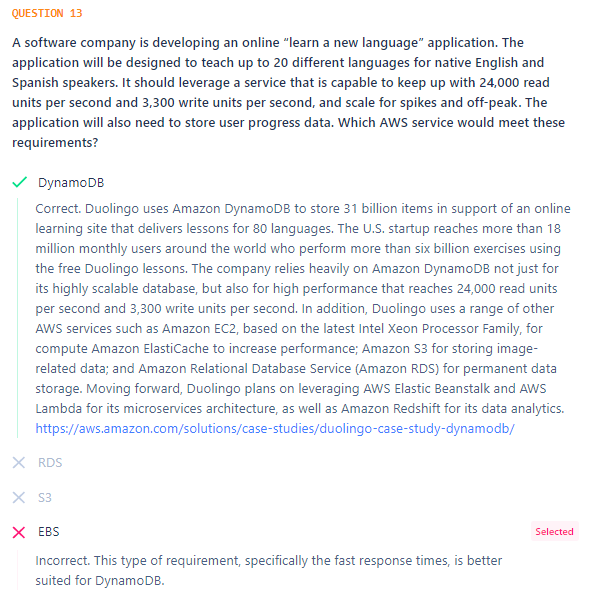 QUESTION 13
A software company is developing an online “learn a new language” application. The
application will be designed to teach up to 20 different languages for native English and
Spanish speakers. It should leverage a service that is capable to keep up with 24,000 read
units per second and 3,300 write units per second, and scale for spikes and off-peak. The
application will also need to store user progress data. Which AWS service would meet these
requirements?
DynamoDB
Correct. Duolingo uses Amazon DynamoDB to store 31 billion items in support of an online
learning site that delivers lessons for 80 languages. The U.S. startup reaches more than 18
million monthly users around the world who perform more than six billion exercises using
the free Duolingo lessons. The company relies heavily on Amazon DynamoDB not just for
its highly scalable database, but also for high performance that reaches 24,000 read units
per second and 3,300 write units per second. In addition, Duolingo uses a range of other
AWS services such as Amazon EC2, based on the latest Intel Xeon Processor Family, for
compute Amazon ElastiCache to increase performance; Amazon S3 for storing image-
related data; and Amazon Relational Database Service (Amazon RDS) for permanent data
storage. Moving forward, Duolingo plans on leveraging AWS Elastic Beanstalk and AWS
Lambda for its microservices architecture, as well as Amazon Redshift for its data analytics.
https://aws.amazon.com/solutions/case-studies/duolingo-case-study-dynamodb/
RDS
S3
EBS Selected
Incorrect. This type of requirement, specifically the fast response times, is better
suited for DynamoDB.